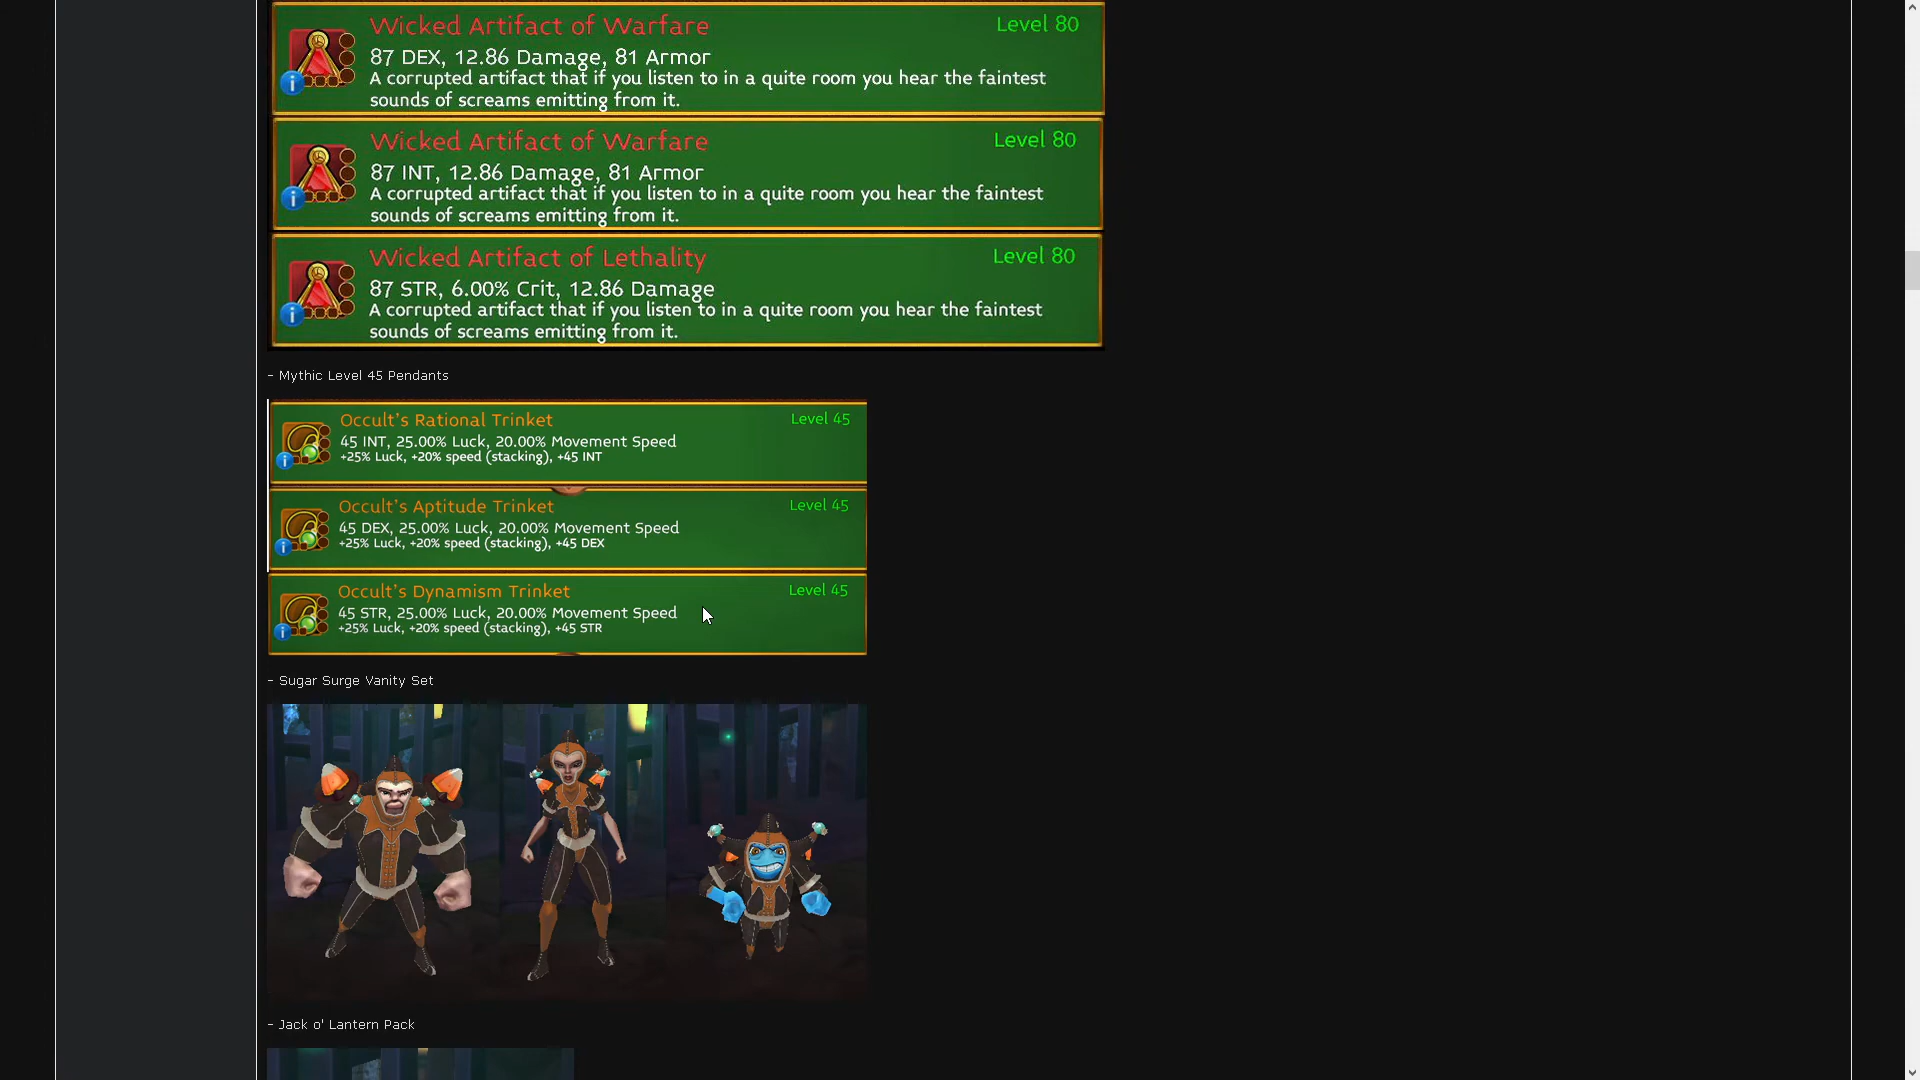 Wicked Artifact of Warfare
Level 80
87 DEX, 12.86 Damage, 81 Armor
A corrupted artifact that if you listen to in a quite room you hear the faintest
sounds of screams emitting from it.
Wicked Artifact of Warfare
Level 80
87 INT, 12.86 Damage, 81 Armor
A corrupted artifact that if you listen to in a quite room you hear the faintest
sounds of screams emitting from it.
Wicked Artifact of Lethality
Level 80
87 STR, 6.00% Crit, 12.86 Damage
A corrupted artifact that if you listen to in a quite room you hear the faintest
sounds of screams emitting from it.
- Mythic Level 45 Pendants
Occult's Rational Trinket
Level 45
45 INT, 25.00% Luck, 20.00% Movement Speed
+25% Luck, +20% speed (stacking), +45 INT
Occult's Aptitude Trinket
Level 45
45 DEX, 25.00% Luck, 20.00% Movement Speed
+25% Luck, +20% speed (stacking), +45 DEX
Occult's Dynamism Trinket
Level 45
45 STR, 25.00% Luck, 20.00% Movement Speed
+25% Luck, +20% speed (stacking), +45 STR
- Sugar Surge Vanity Set
- Jack o' Lantern Pack